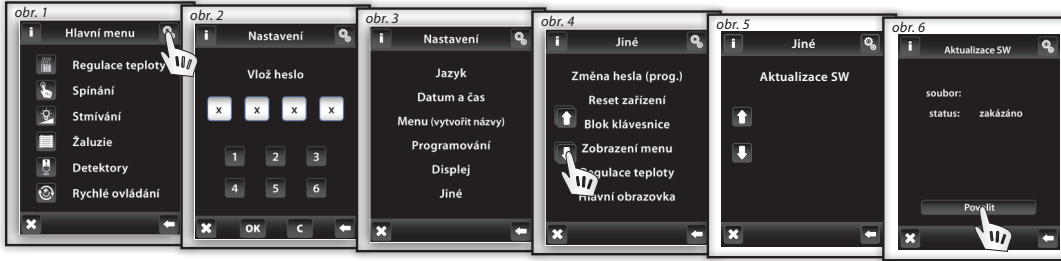 obr. 1
i Hlavní menu
Regulace teploty
Spínání
Stmívání
Žaluzie
Detektory
Rychlé ovládání
obr. 2
i Nastavení
Vlož heslo
x x x x
1 2 3
4 5 6
OK C
obr. 3
i Nastavení
Jazyk
Datum a čas
Menu (vytvořit názvy)
Programování
Displej
Jiné
obr. 4
i Jiné
Změna hesla (prog.)
Reset zařízení
Blok klávesnice
Zobrazení menu
Regulace teploty
Hlavní obrazovka
obr. 5
i Jiné
Aktualizace SW
obr. 6
i Aktualizace SW
soubor:
status: zakázáno
Povolit